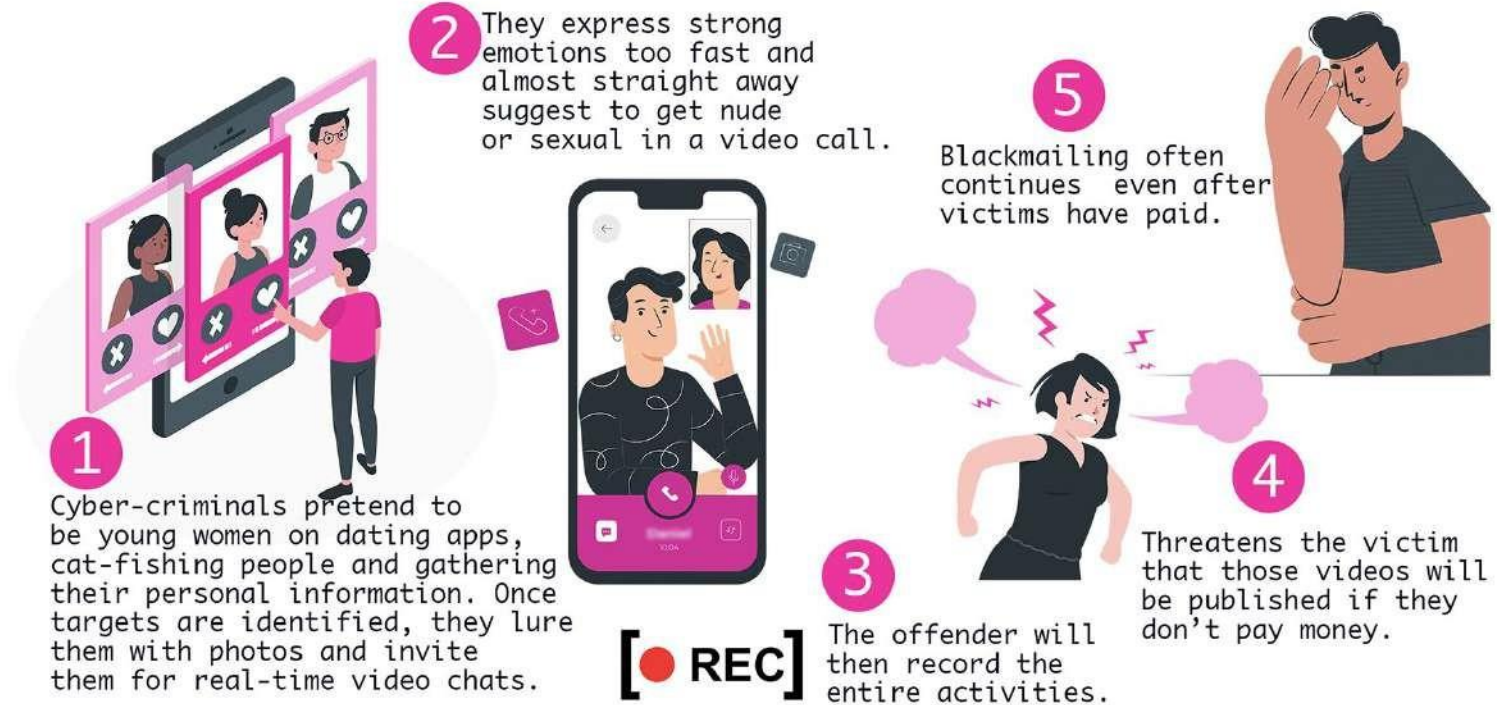 1
Cyber-criminals pretend to
be young women on dating apps,
cat-fishing people and gathering
their personal information. Once
targets are identified, they lure
them with photos and invite
them for real-time video chats.
2
They express strong
emotions too fast and
almost straight away
suggest to get nude
or sexual in a video call.
[● REC]
3
The offender will
then record the
entire activities.
4
Threatens the victim
that those videos will
be published if they
don't pay money.
5
Blackmailing often
continues even after
victims have paid.